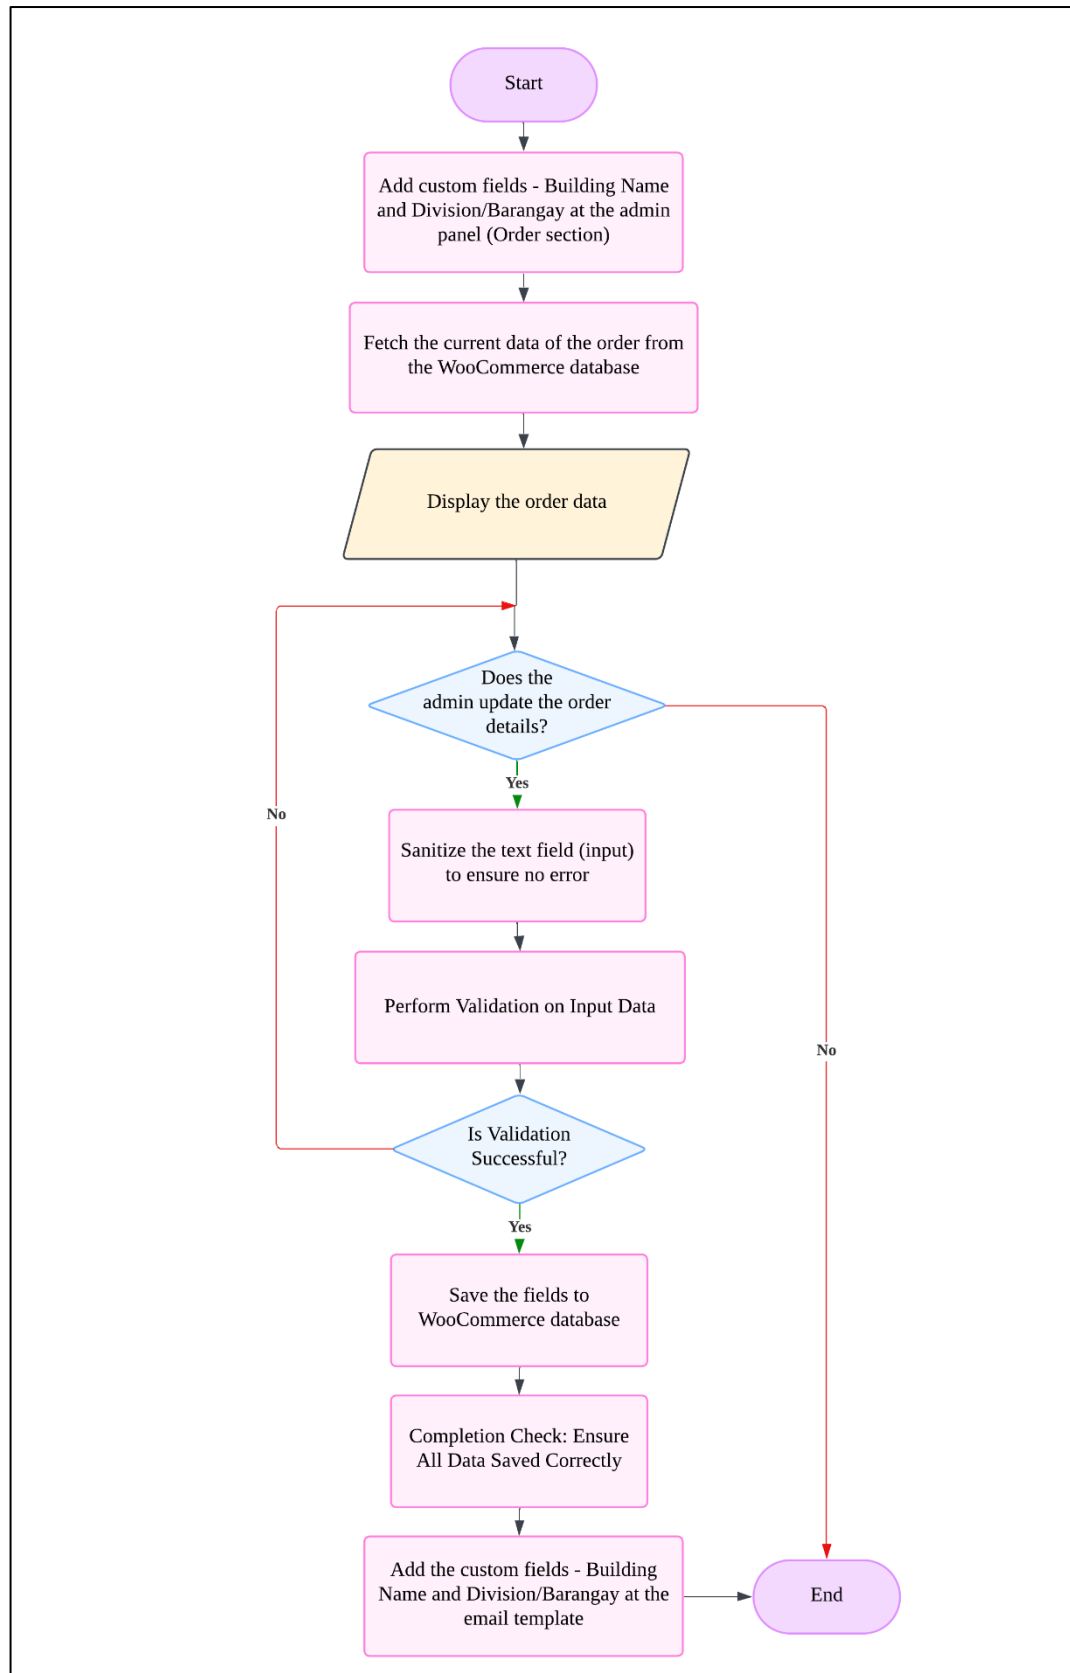 Start
Add custom fields - Building Name
and Division/Barangay at the admin
panel (Order section)
Fetch the current data of the order from
the WooCommerce database
Display the order data
Does the
admin update the order
details?
Yes
No
Sanitize the text field (input)
to ensure no error
Perform Validation on Input Data
No
Is Validation
Successful?
Yes
Save the fields to
WooCommerce database
Completion Check: Ensure
All Data Saved Correctly
Add the custom fields - Building
Name and Division/Barangay at the
email template
End